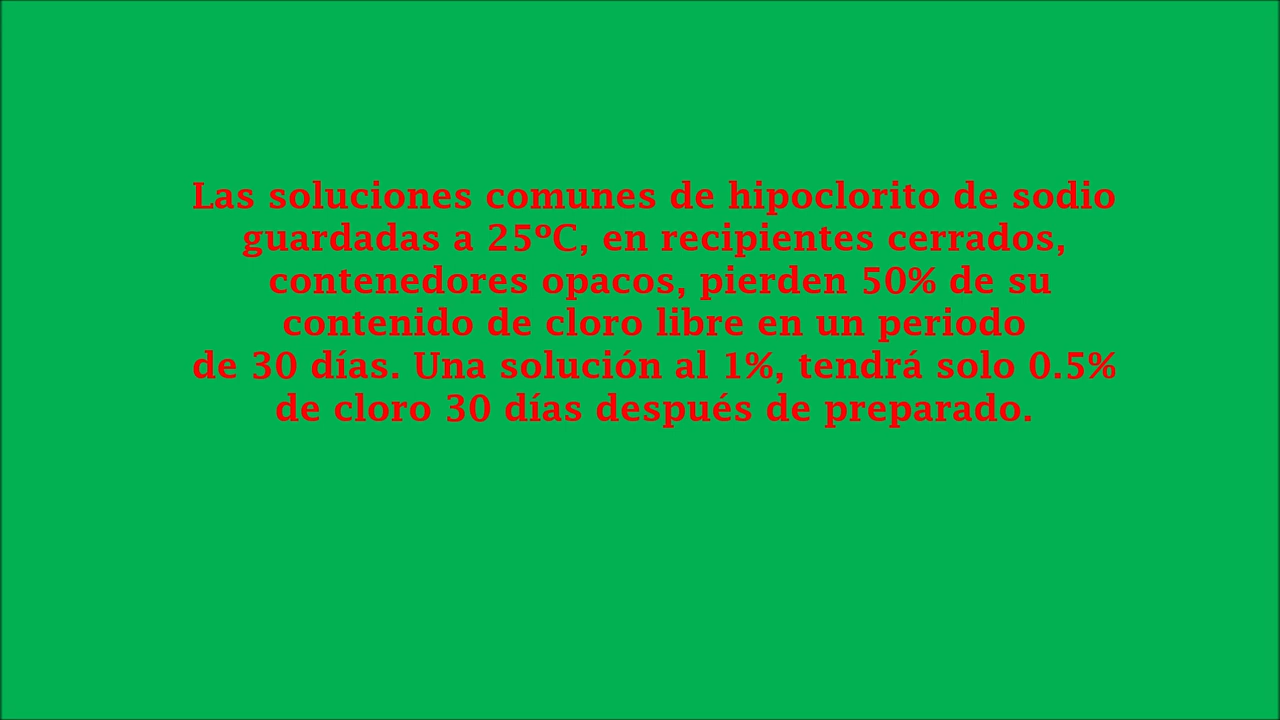 Las soluciones comunes de hipoclorito de sodio
guardadas a 25ºC, en recipientes cerrados,
contenedores opacos, pierden 50% de su
contenido de cloro libre en un periodo
de 30 días. Una solución al 1%, tendrá solo 0.5%
de cloro 30 días después de preparado.